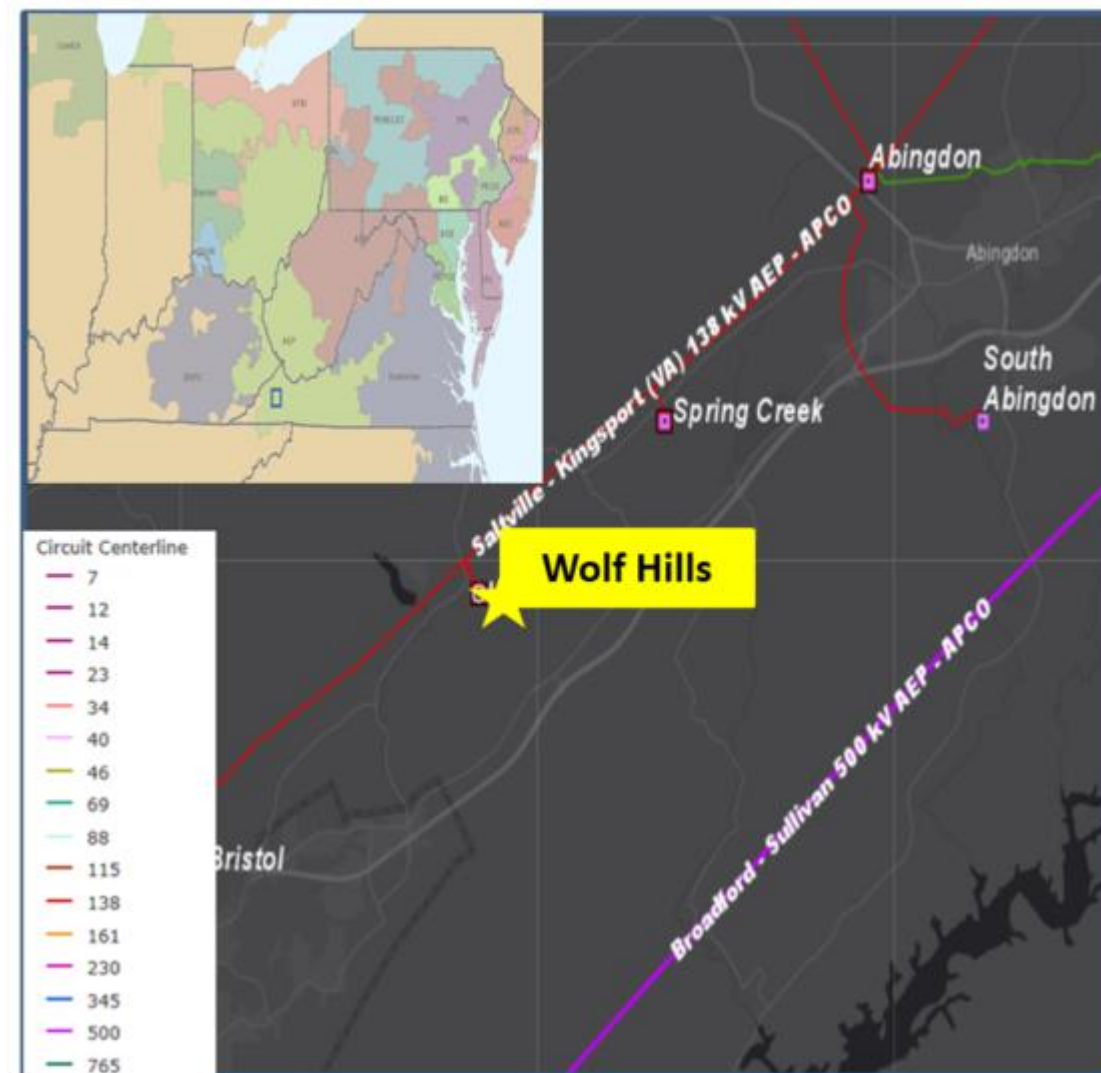 Abingdon
Abingdon
South
Abingdon
Spring Creek
Saltville - Kingsport (VA) 138 kV AEP - APCO
Wolf Hills
Broadford - Sullivan 500 kV AEP - APCO
Bristol
Circuit Centerline
7
12
14
23
34
40
46
69
88
115
138
161
230
345
500
765
AEP
Dominion